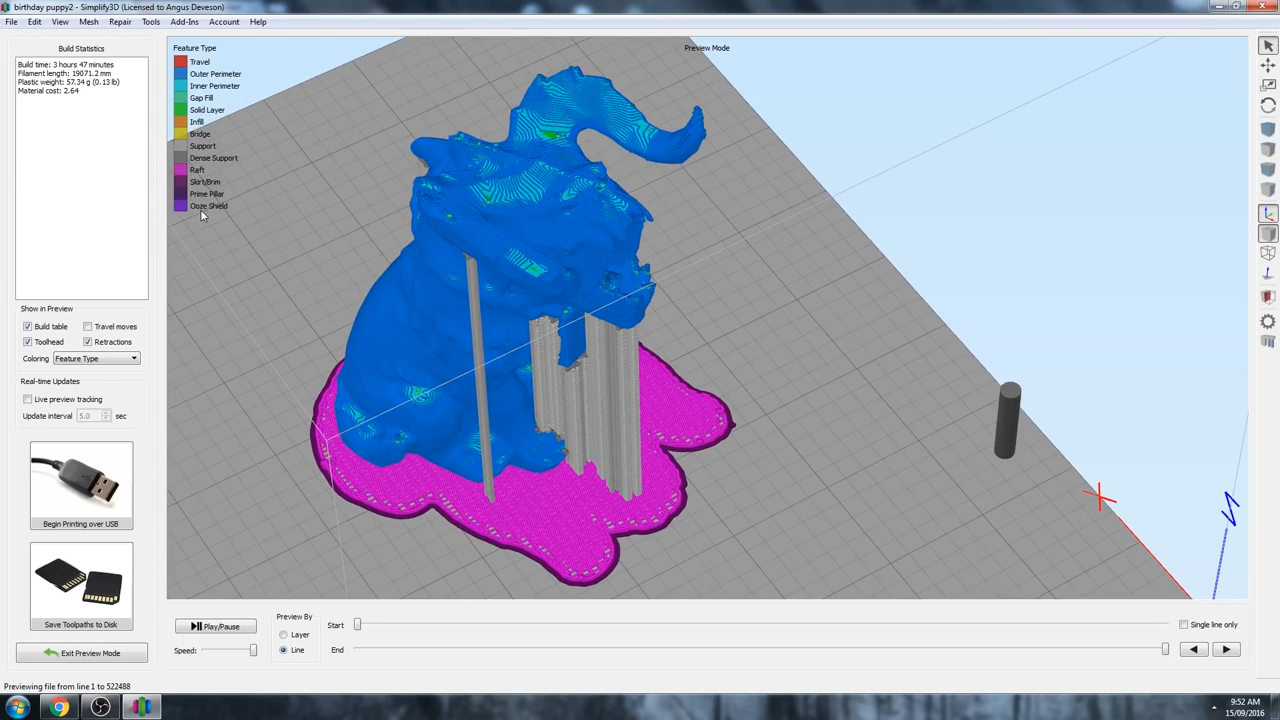 birthday puppy2 - Simplify3D (Licensed to Angus Deveson)
File Edit View Mesh Repair Tools Add-Ins Account Help
Build Statistics
Build time: 3 hours 47 minutes
Filament length: 19071.2 mm
Plastic weight: 57.34 g (0.13 lb)
Material cost: 2.64
Feature Type
Travel
Outer Perimeter
Inner Perimeter
Gap Fill
Solid Layer
Infill
Bridge
Support
Dense Support
Raft
Skirt/Brim
Prime Pillar
Ooze Shield
Preview Mode
Show in Preview
Build table Travel moves
Toolhead Retractions
Coloring Feature Type
Real-time Updates
Live preview tracking
Update interval 5.0 sec
Begin Printing over USB
Save Toolpaths to Disk
Exit Preview Mode
Play/Pause
Speed:
Preview By
Layer
Line
Start
End
Single line only
Previewing file from line 1 to 522488
9:52 AM
15/09/2016